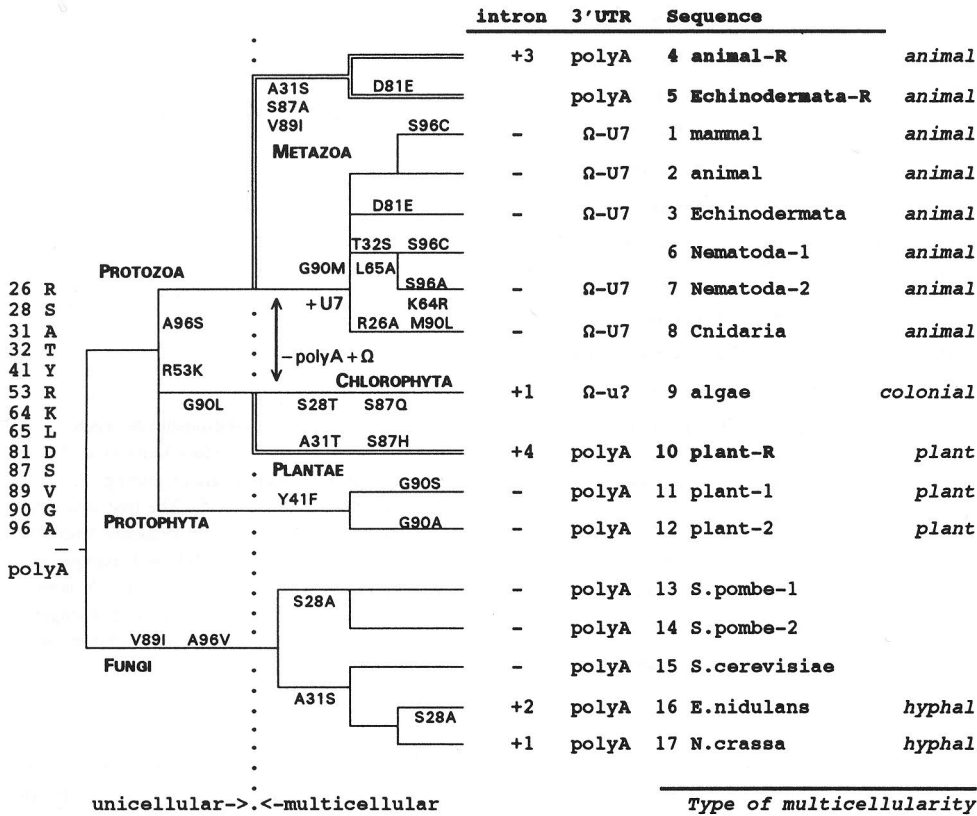 intron 3'UTR Sequence
+3 polyA 4 animal-R animal
A31S D81E
S87A
V89I
polyA 5 Echinodermata-R animal
METAZOA
S96C - Ω-U7 1 mammal animal
- Ω-U7 2 animal animal
D81E - Ω-U7 3 Echinodermata animal
T32S S96C 6 Nematoda-1 animal
PROTOZOA G90M L65A
26 R +U7 S96A - Ω-U7 7 Nematoda-2 animal
28 S K64R
31 A A96S R26A M90L - Ω-U7 8 Cnidaria animal
32 T -polyA+Ω
41 Y R53K CHLOROPHYTA
53 R G90L S28T S87Q +1 Ω-u? 9 algae colonial
64 K
65 L
81 D A31T S87H +4 polyA 10 plant-R plant
87 S PLANTAE
89 V Y41F G90S - polyA 11 plant-1 plant
90 G PROTOPHYTA
96 A G90A - polyA 12 plant-2 plant
polyA
S28A - polyA 13 S.pombe-1
- polyA 14 S.pombe-2
V89I A96V
FUNGI - polyA 15 S.cerevisiae
A31S S28A +2 polyA 16 E.nidulans hyphal
+1 polyA 17 N.crassa hyphal
unicellular->.<-multicellular Type of multicellularity